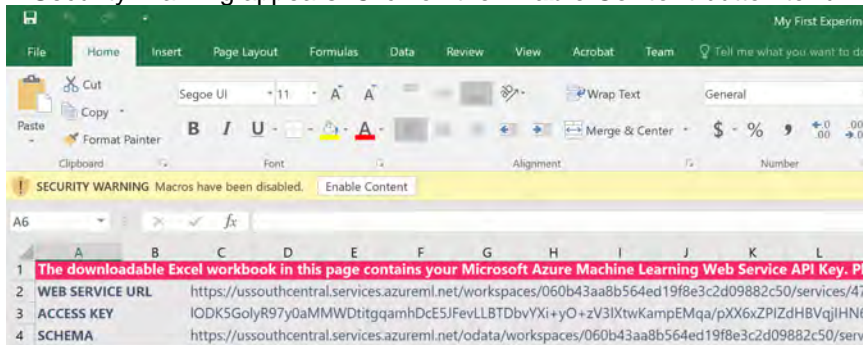 My First Experim
File Home Insert Page Layout Formulas Data Review View Acrobat Team Tell me what you want to do
Cut
Copy
Paste
Format Painter
Segoe UI 11 A A
B I U A
Wrap Text
Merge & Center
General
$ % , .0 .00
Clipboard Font Alignment Number
SECURITY WARNING Macros have been disabled. Enable Content
A6 fx
A B C D E F G H I J K L
1 The downloadable Excel workbook in this page contains your Microsoft Azure Machine Learning Web Service API Key. Pl
2 WEB SERVICE URL https://ussouthcentral.services.azureml.net/workspaces/060b43aa8b564ed19f8e3c2d09882c50/services/47
3 ACCESS KEY lODK5GolyR97y0aMMWDtitgqamhDcE5JFevLLBTDbvYXi+yO+zV3IXtwKampEMqa/pXX6xZPIZdHBVqjIHN6
4 SCHEMA https://ussouthcentral.services.azureml.net/odata/workspaces/060b43aa8b564ed19f8e3c2d09882c50/serv